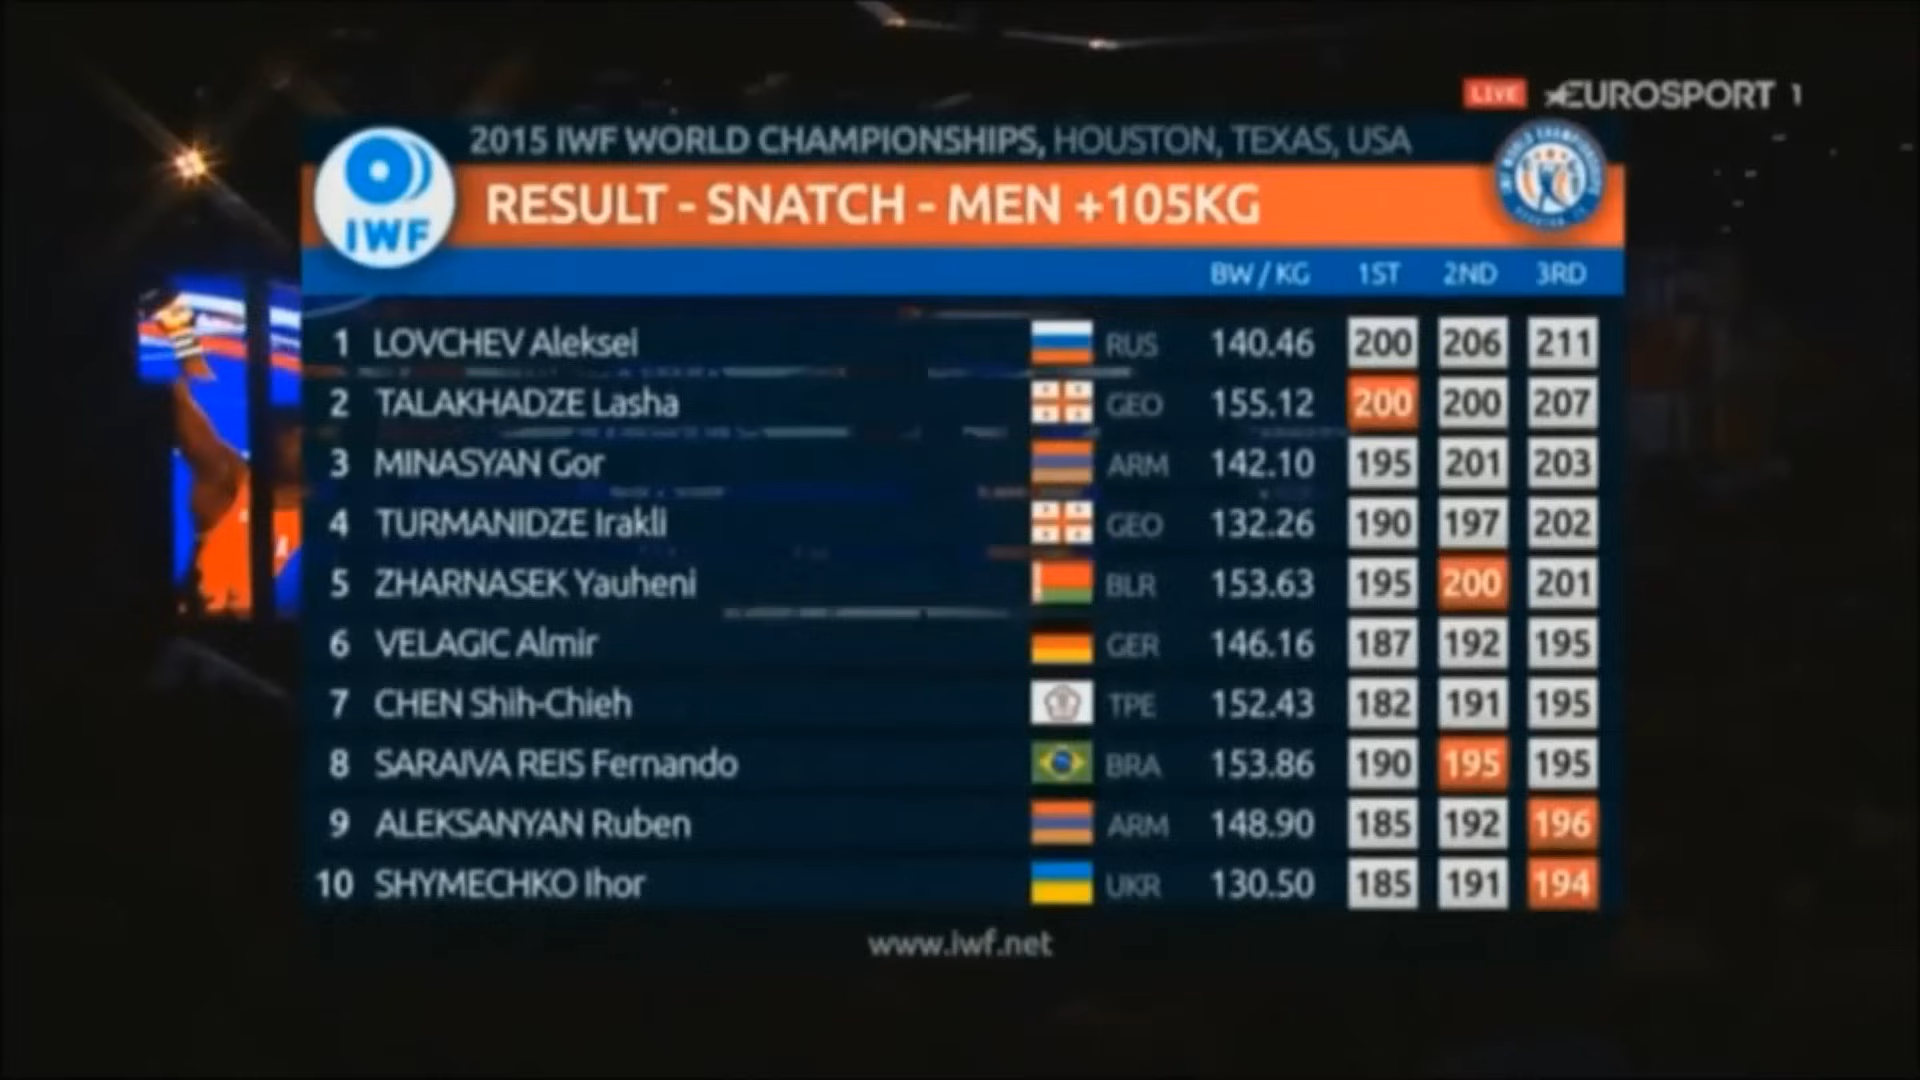 LIVE EUROSPORT 1
2015 IWF WORLD CHAMPIONSHIPS, HOUSTON, TEXAS, USA
IWF
RESULT - SNATCH - MEN +105KG
BW / KG 1ST 2ND 3RD
1 LOVCHEV Aleksei RUS 140.46 200 206 211
2 TALAKHADZE Lasha GEO 155.12 200 200 207
3 MINASYAN Gor ARM 142.10 195 201 203
4 TURMANIDZE Irakli GEO 132.26 190 197 202
5 ZHARNASEK Yauheni BLR 153.63 195 200 201
6 VELAGIC Almir GER 146.16 187 192 195
7 CHEN Shih-Chieh TPE 152.43 182 191 195
8 SARAIVA REIS Fernando BRA 153.86 190 195 195
9 ALEKSANYAN Ruben ARM 148.90 185 192 196
10 SHYMECHKO Ihor UKR 130.50 185 191 194
www.iwf.net